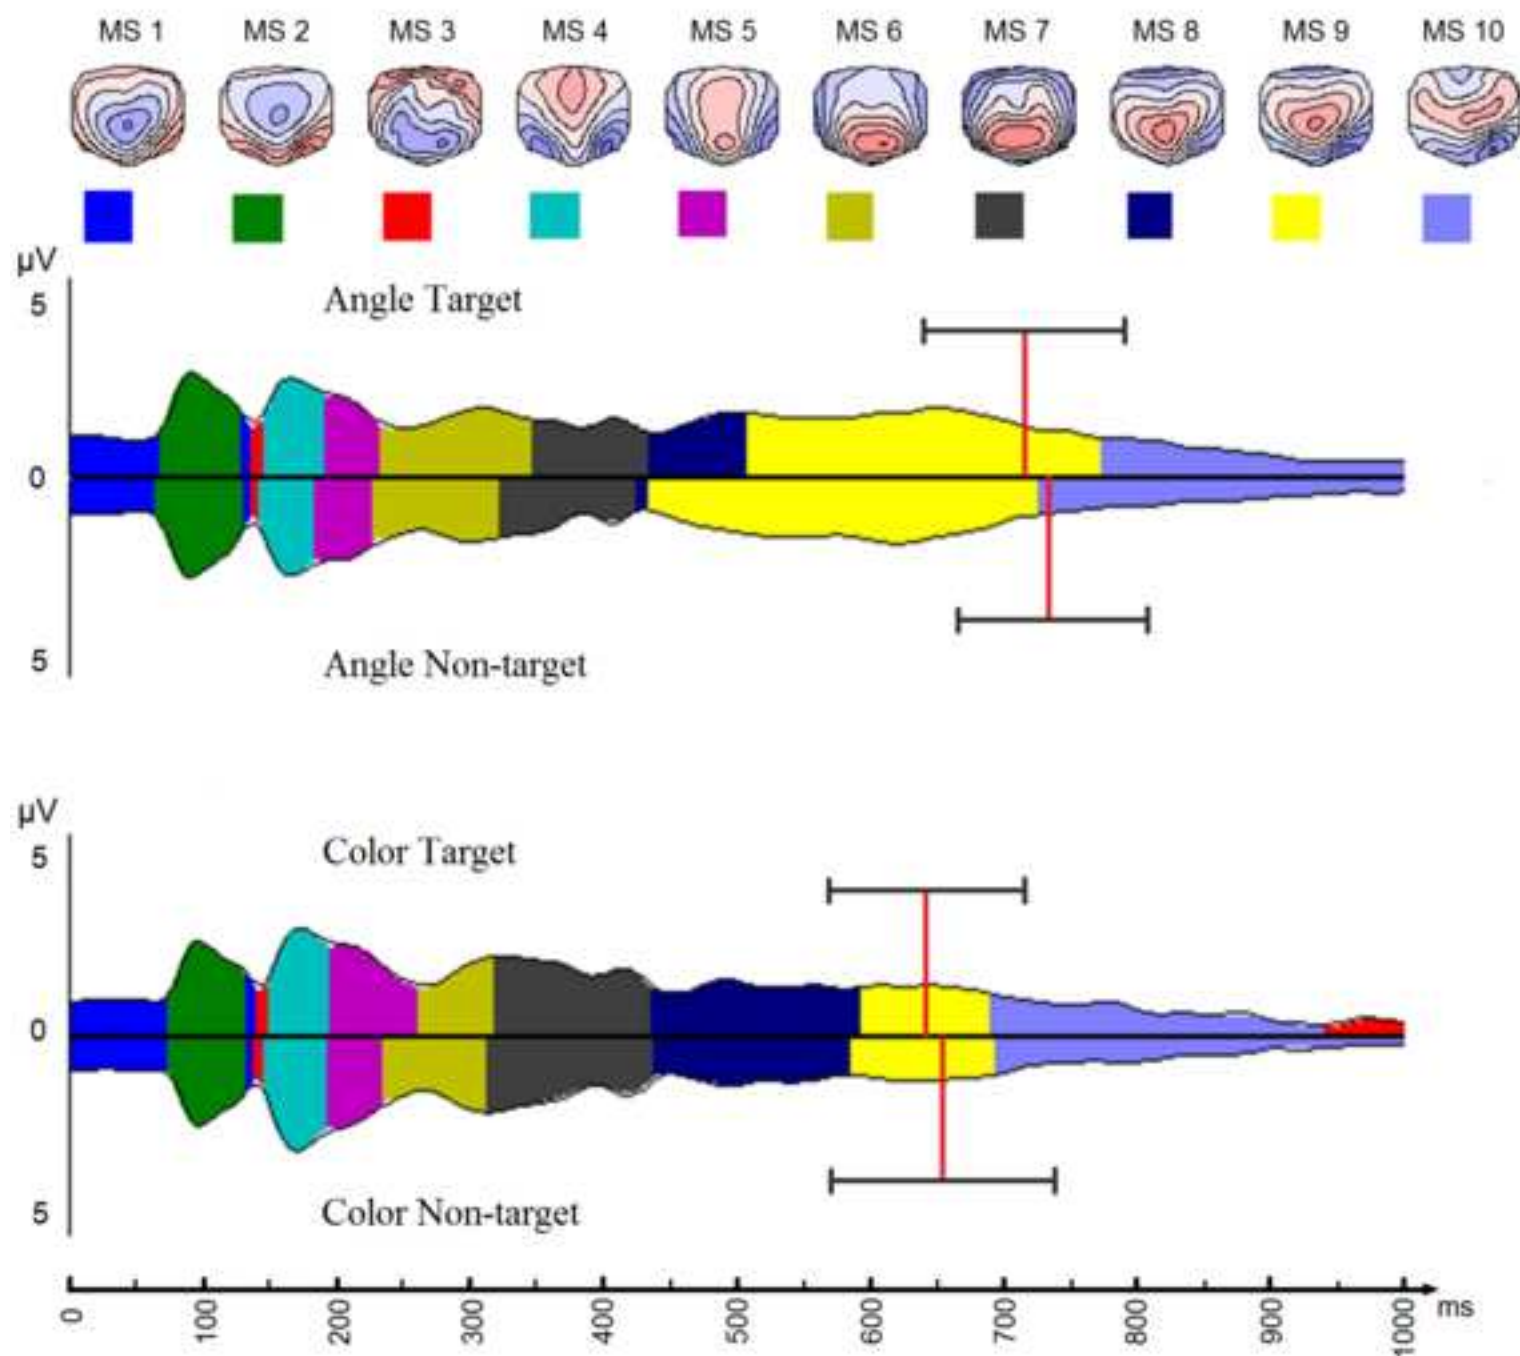 MS 1 MS 2 MS 3 MS 4 MS 5 MS 6 MS 7 MS 8 MS 9 MS 10
µV
5
Angle Target
0
5
Angle Non-target
µV
5
Color Target
0
5
Color Non-target
0 100 200 300 400 500 600 700 800 900 1000 ms